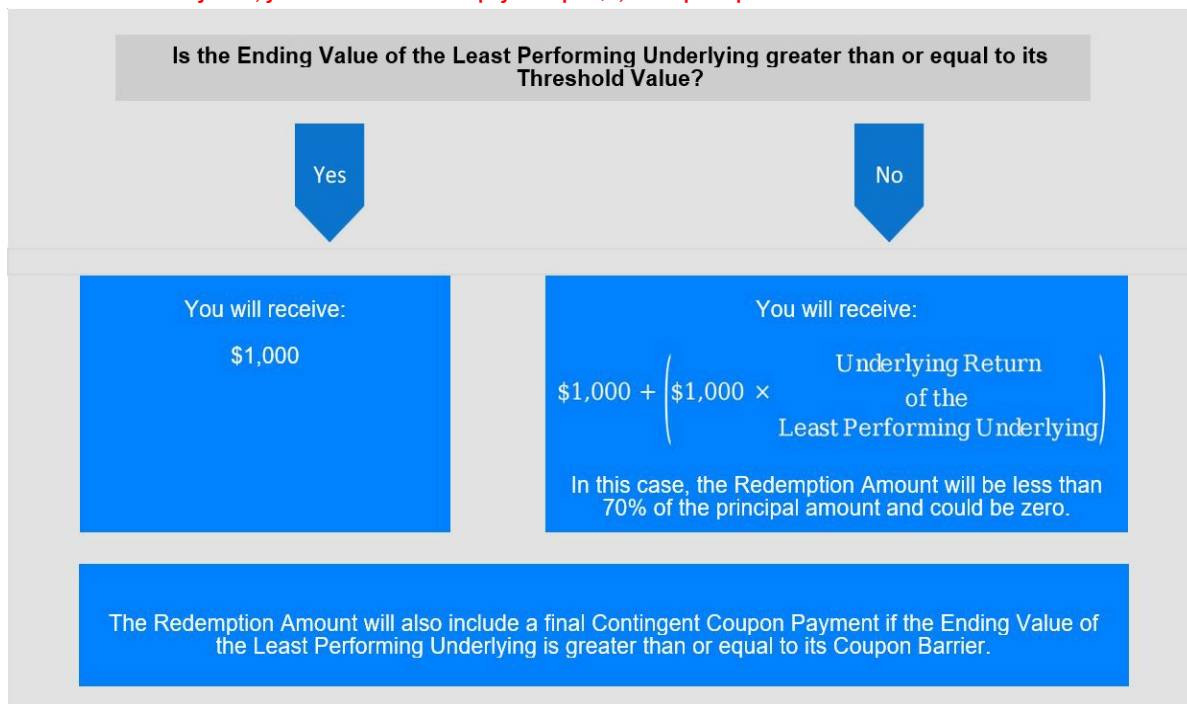 Is the Ending Value of the Least Performing Underlying greater than or equal to its
Threshold Value?
Yes
No
You will receive:
$1,000
You will receive:
$1,000 + ($1,000 × Underlying Return
of the
Least Performing Underlying)
In this case, the Redemption Amount will be less than
70% of the principal amount and could be zero.
The Redemption Amount will also include a final Contingent Coupon Payment if the Ending Value of
the Least Performing Underlying is greater than or equal to its Coupon Barrier.